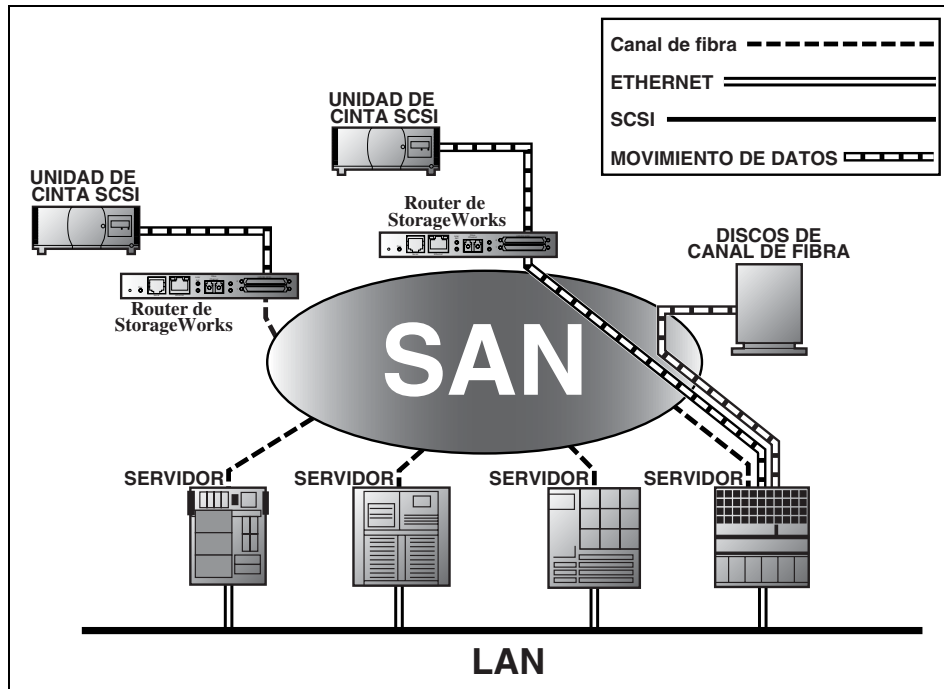 Canal de fibra
ETHERNET
SCSI
MOVIMIENTO DE DATOS
UNIDAD DE
CINTA SCSI
UNIDAD DE
CINTA SCSI
Router de
StorageWorks
DISCOS DE
CANAL DE FIBRA
Router de
StorageWorks
SAN
SERVIDOR
SERVIDOR
SERVIDOR
SERVIDOR
LAN